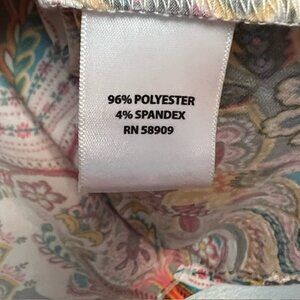 96% POLYESTER
4% SPANDEX
RN 58909